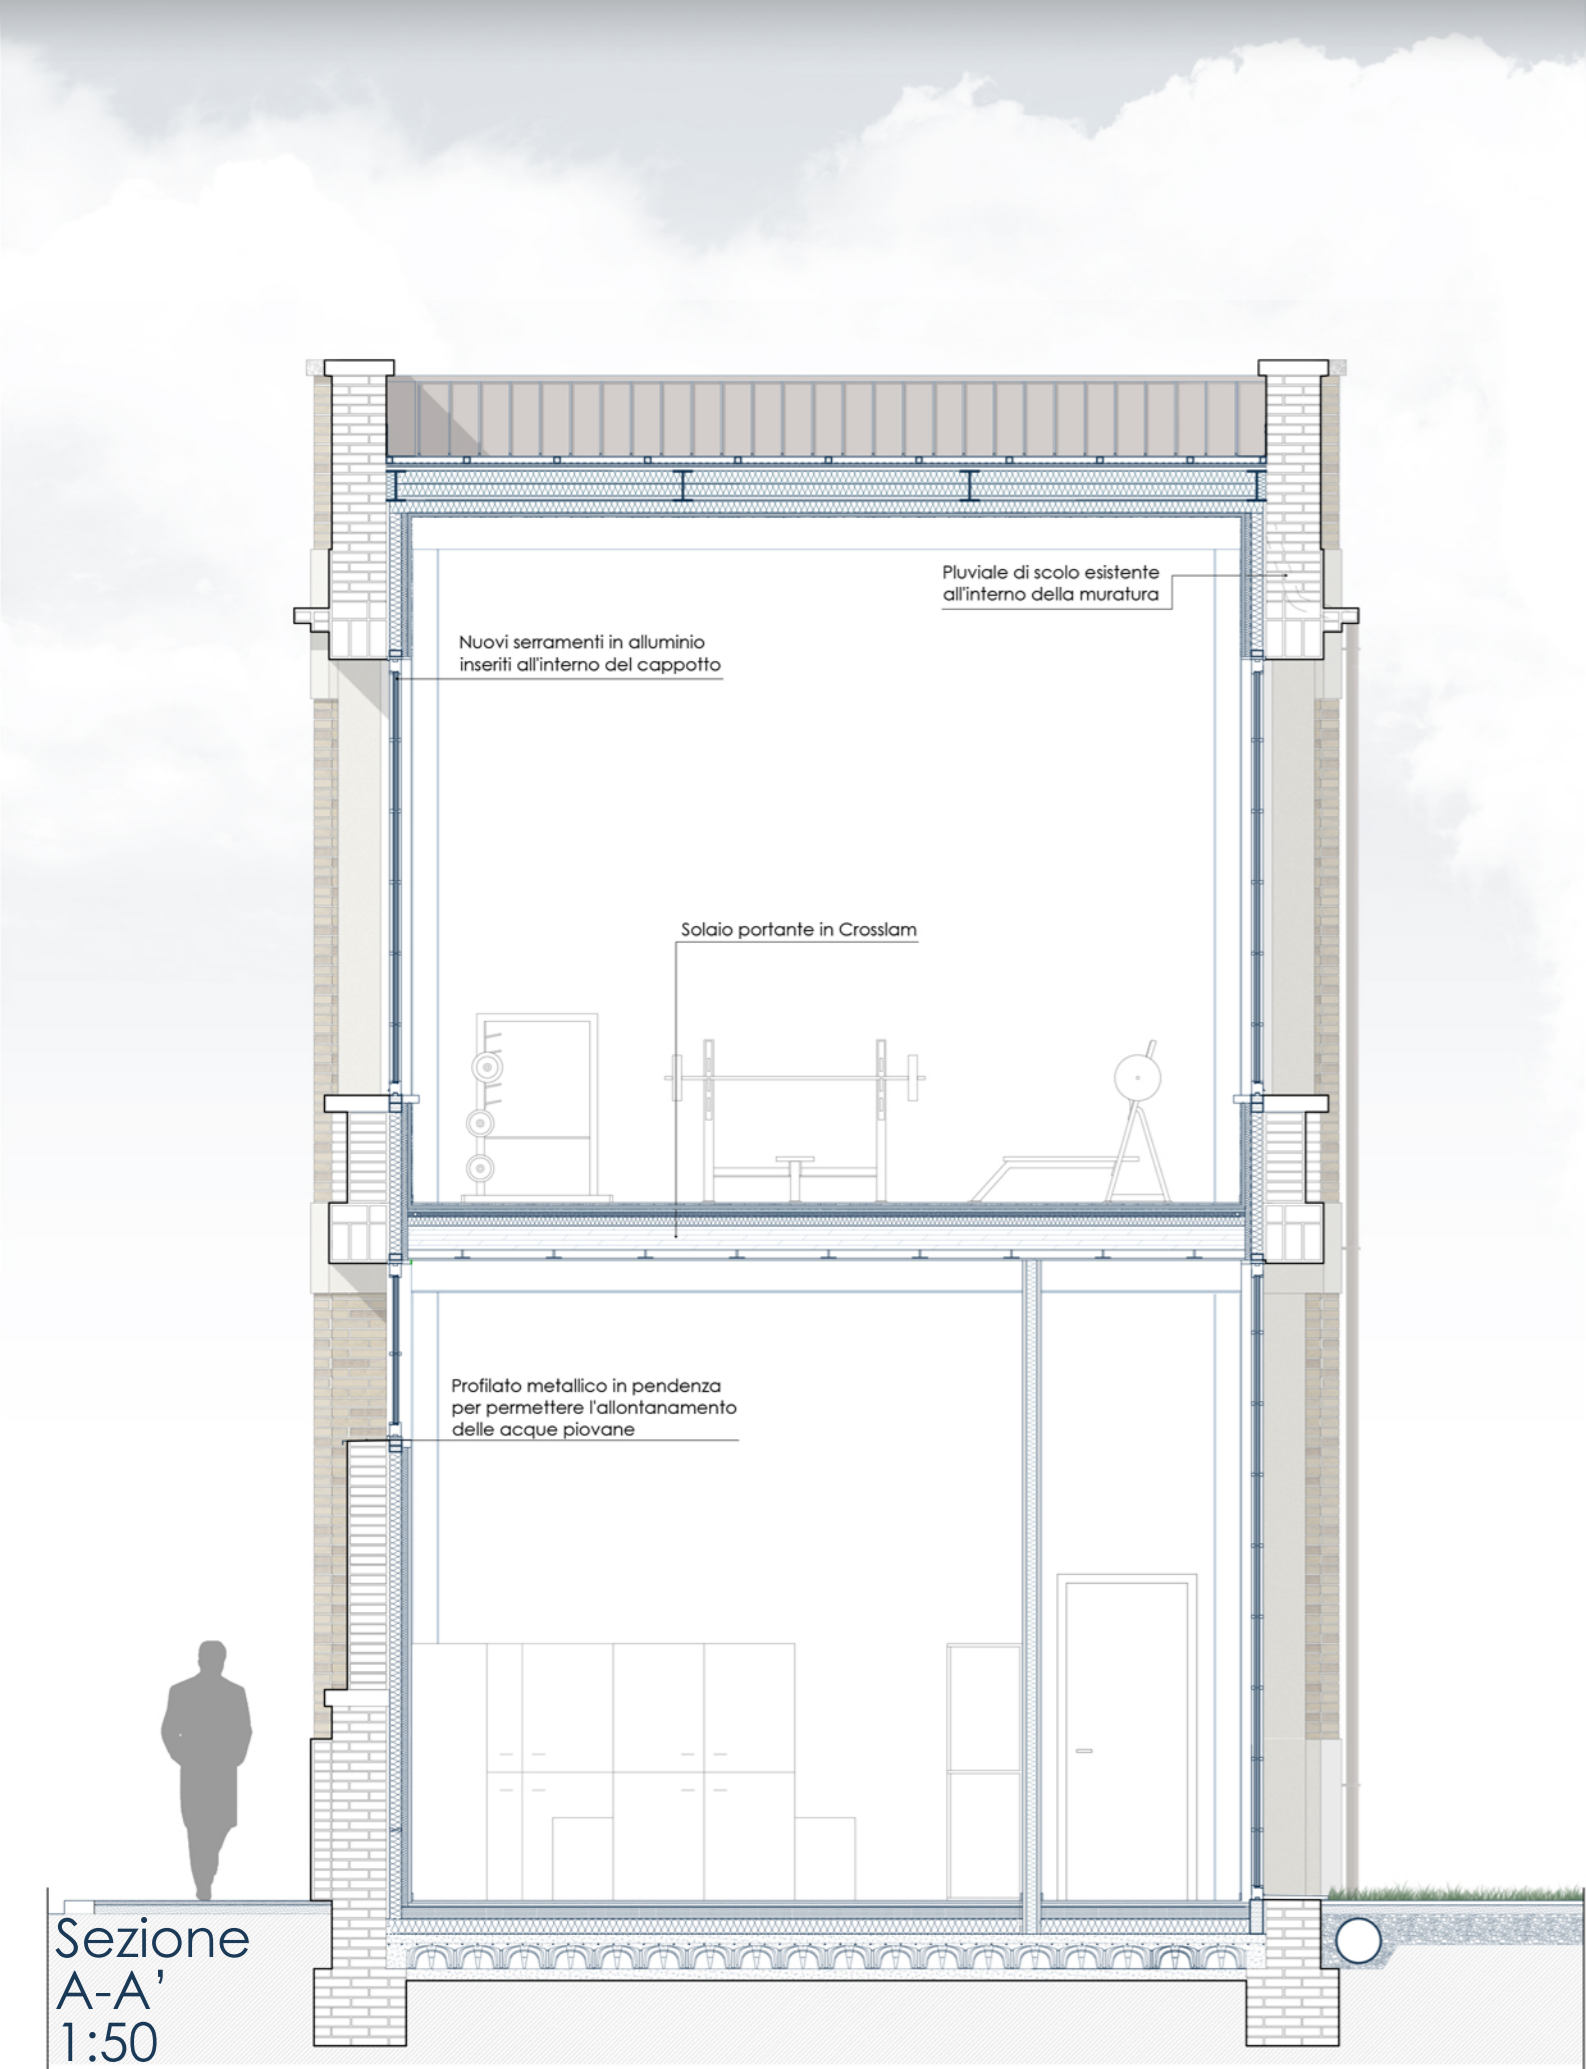 Pluviale di scolo esistente
all'interno della muratura
Nuovi serramenti in alluminio
inseriti all'interno del cappotto
Solaio portante in Crosslam
Profilato metallico in pendenza
per permettere l'allontanamento
delle acque piovane
Sezione
A-A'
1:50